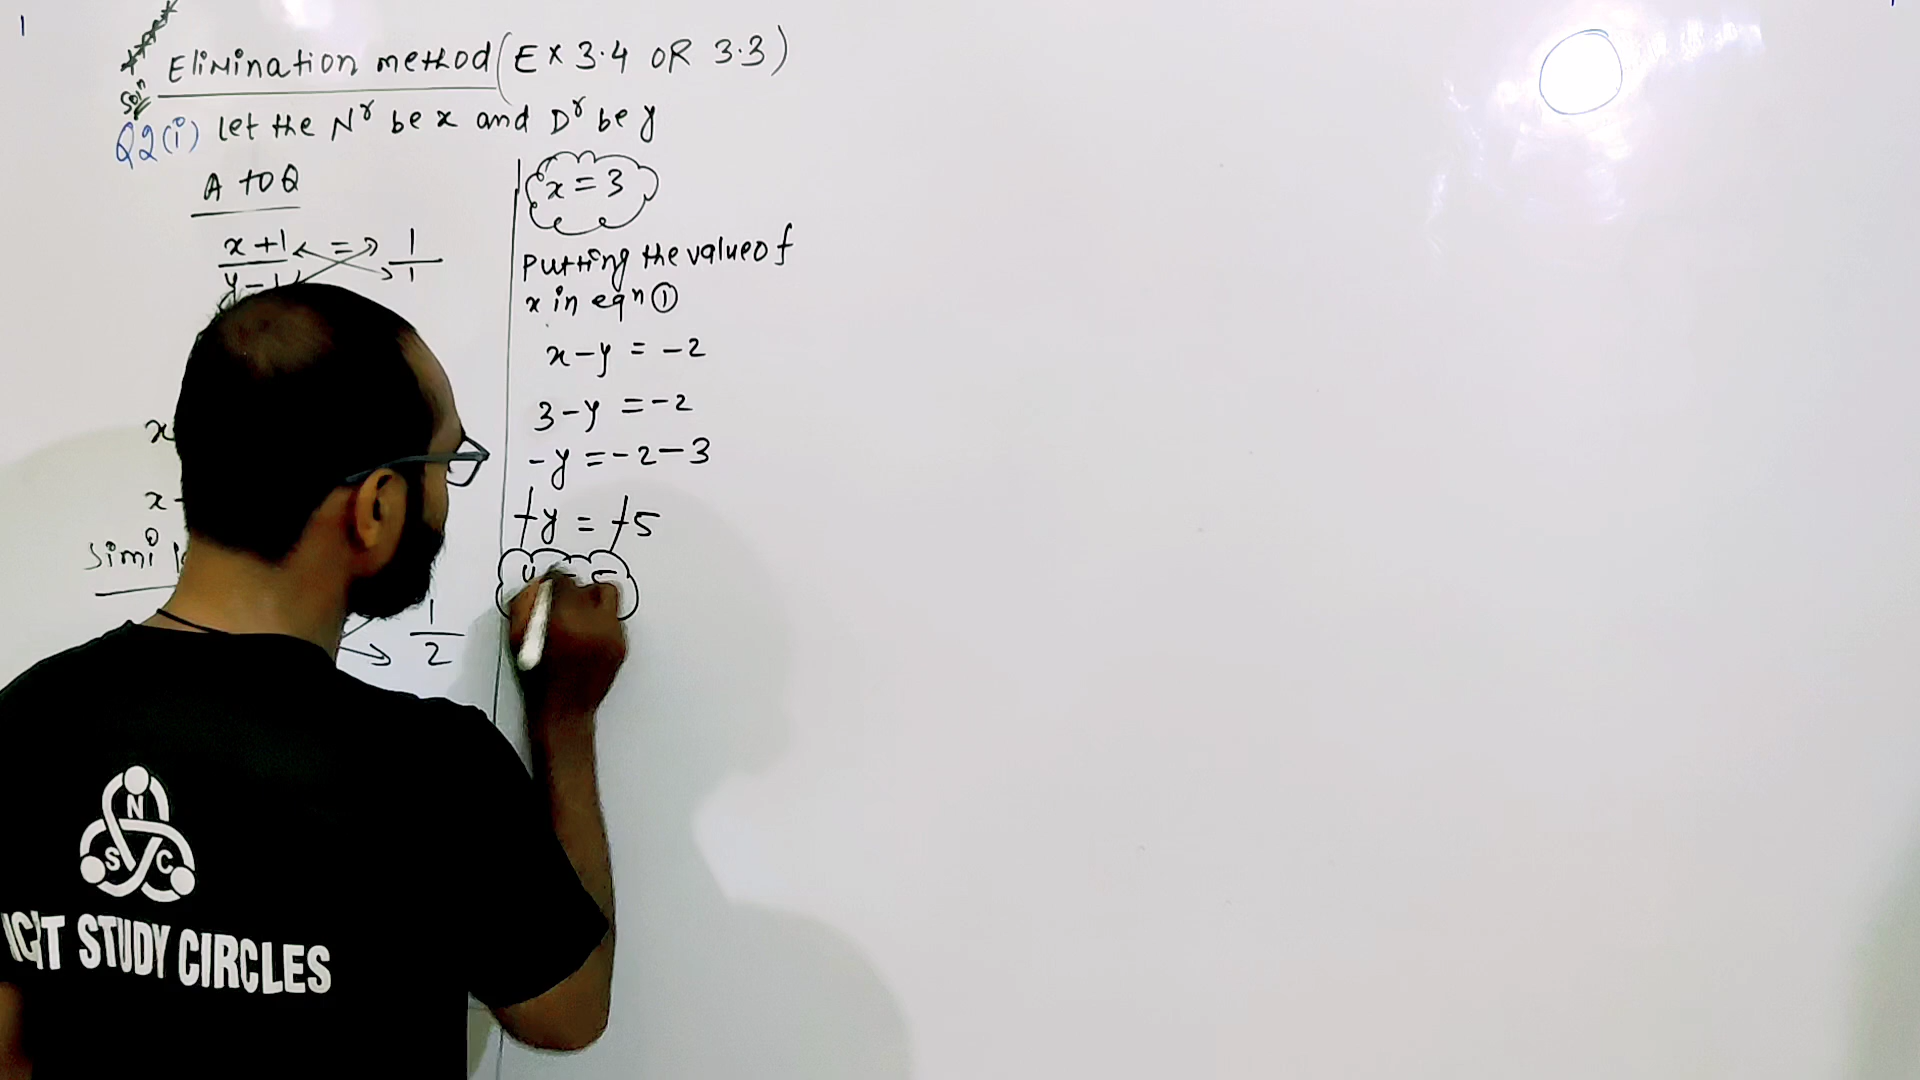 Elimination method (EX 3.4 OR 3.3)
Soln
Q2(i) Let the Nʳ be x and Dʳ be y
A to Q
x+1 = 1
y-1 1
x
x-
Simi
1
2
x = 3
Putting the value of
x in eqn ①
x-y = -2
3-y = -2
-y = -2-3
-y = -5
N
S C
STUDY CIRCLES